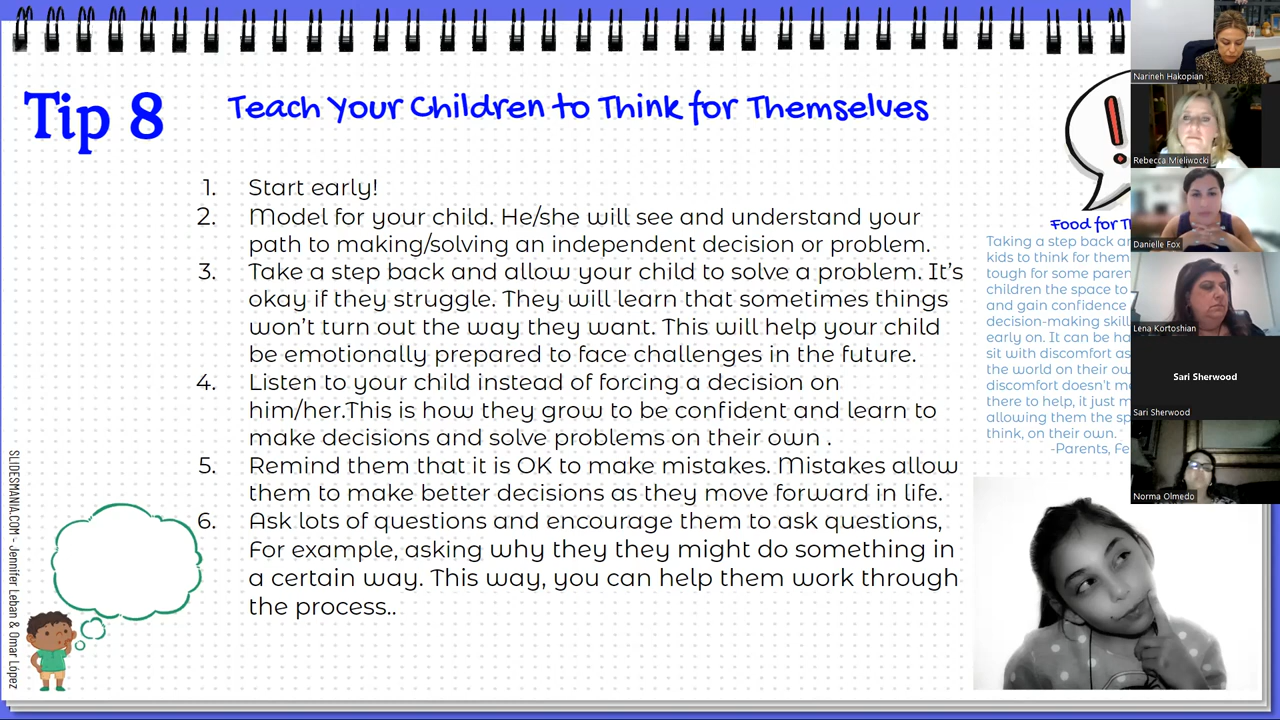 Tip 8
Teach Your Children to Think for Themselves
1. Start early!
2. Model for your child. He/she will see and understand your
path to making/solving an independent decision or problem.
3. Take a step back and allow your child to solve a problem. It's
okay if they struggle. They will learn that sometimes things
won't turn out the way they want. This will help your child
be emotionally prepared to face challenges in the future.
4. Listen to your child instead of forcing a decision on
him/her.This is how they grow to be confident and learn to
make decisions and solve problems on their own .
5. Remind them that it is OK to make mistakes. Mistakes allow
them to make better decisions as they move forward in life.
6. Ask lots of questions and encourage them to ask questions,
For example, asking why they they might do something in
a certain way. This way, you can help them work through
the process..
Food for
Taking a step back
kids to think for
tough for some
children the space to
and gain confidence
decision-making
early on. It can be
sit with discomfort as
the world on their
discomfort doesn't
there to help, it just
allowing them the
think, on their own.
-Parents,
SLIDESMANIA.COM - Jennifer Leban & Omar López
Narineh Hakopian
Rebecca Mieliwocki
Danielle Fox
Lena Kortoshian
Sari Sherwood
Sari Sherwood
Norma Olmedo